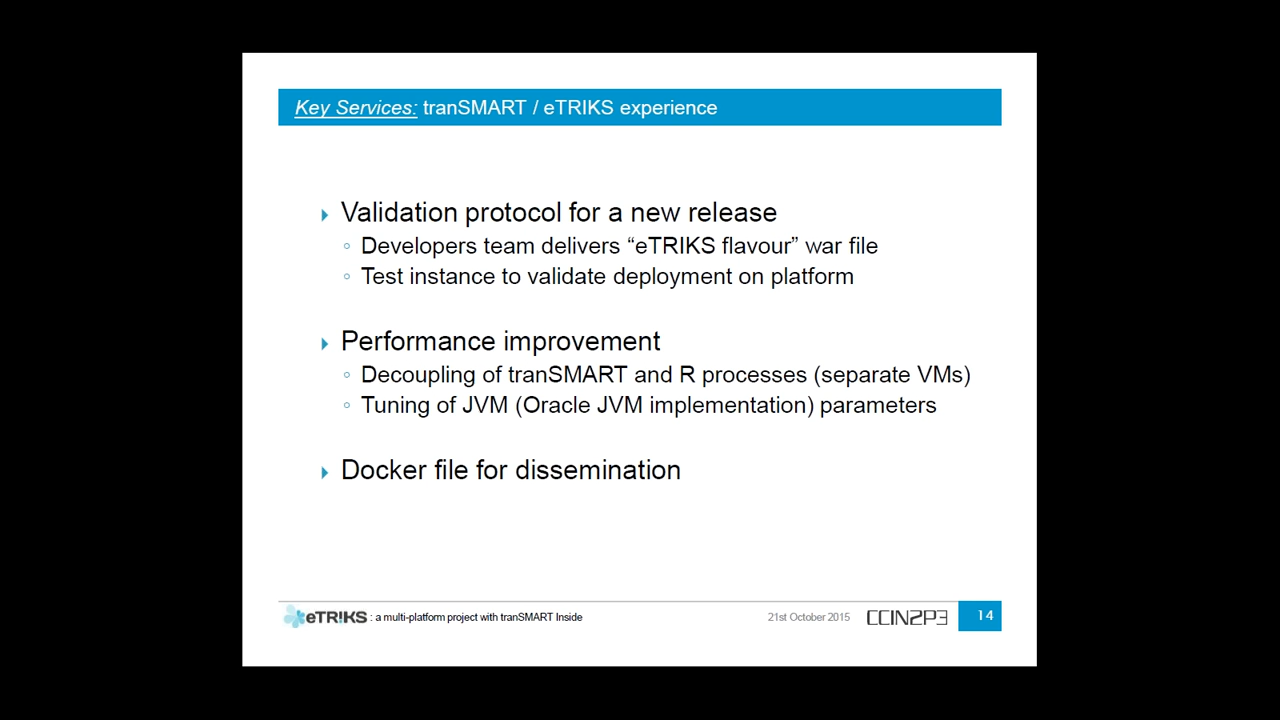 Key Services: tranSMART / eTRIKS experience
Validation protocol for a new release
Developers team delivers “eTRIKS flavour” war file
Test instance to validate deployment on platform
Performance improvement
Decoupling of tranSMART and R processes (separate VMs)
Tuning of JVM (Oracle JVM implementation) parameters
Docker file for dissemination
eTRIKS : a multi-platform project with tranSMART Inside
21st October 2015
CCIN2P3
14